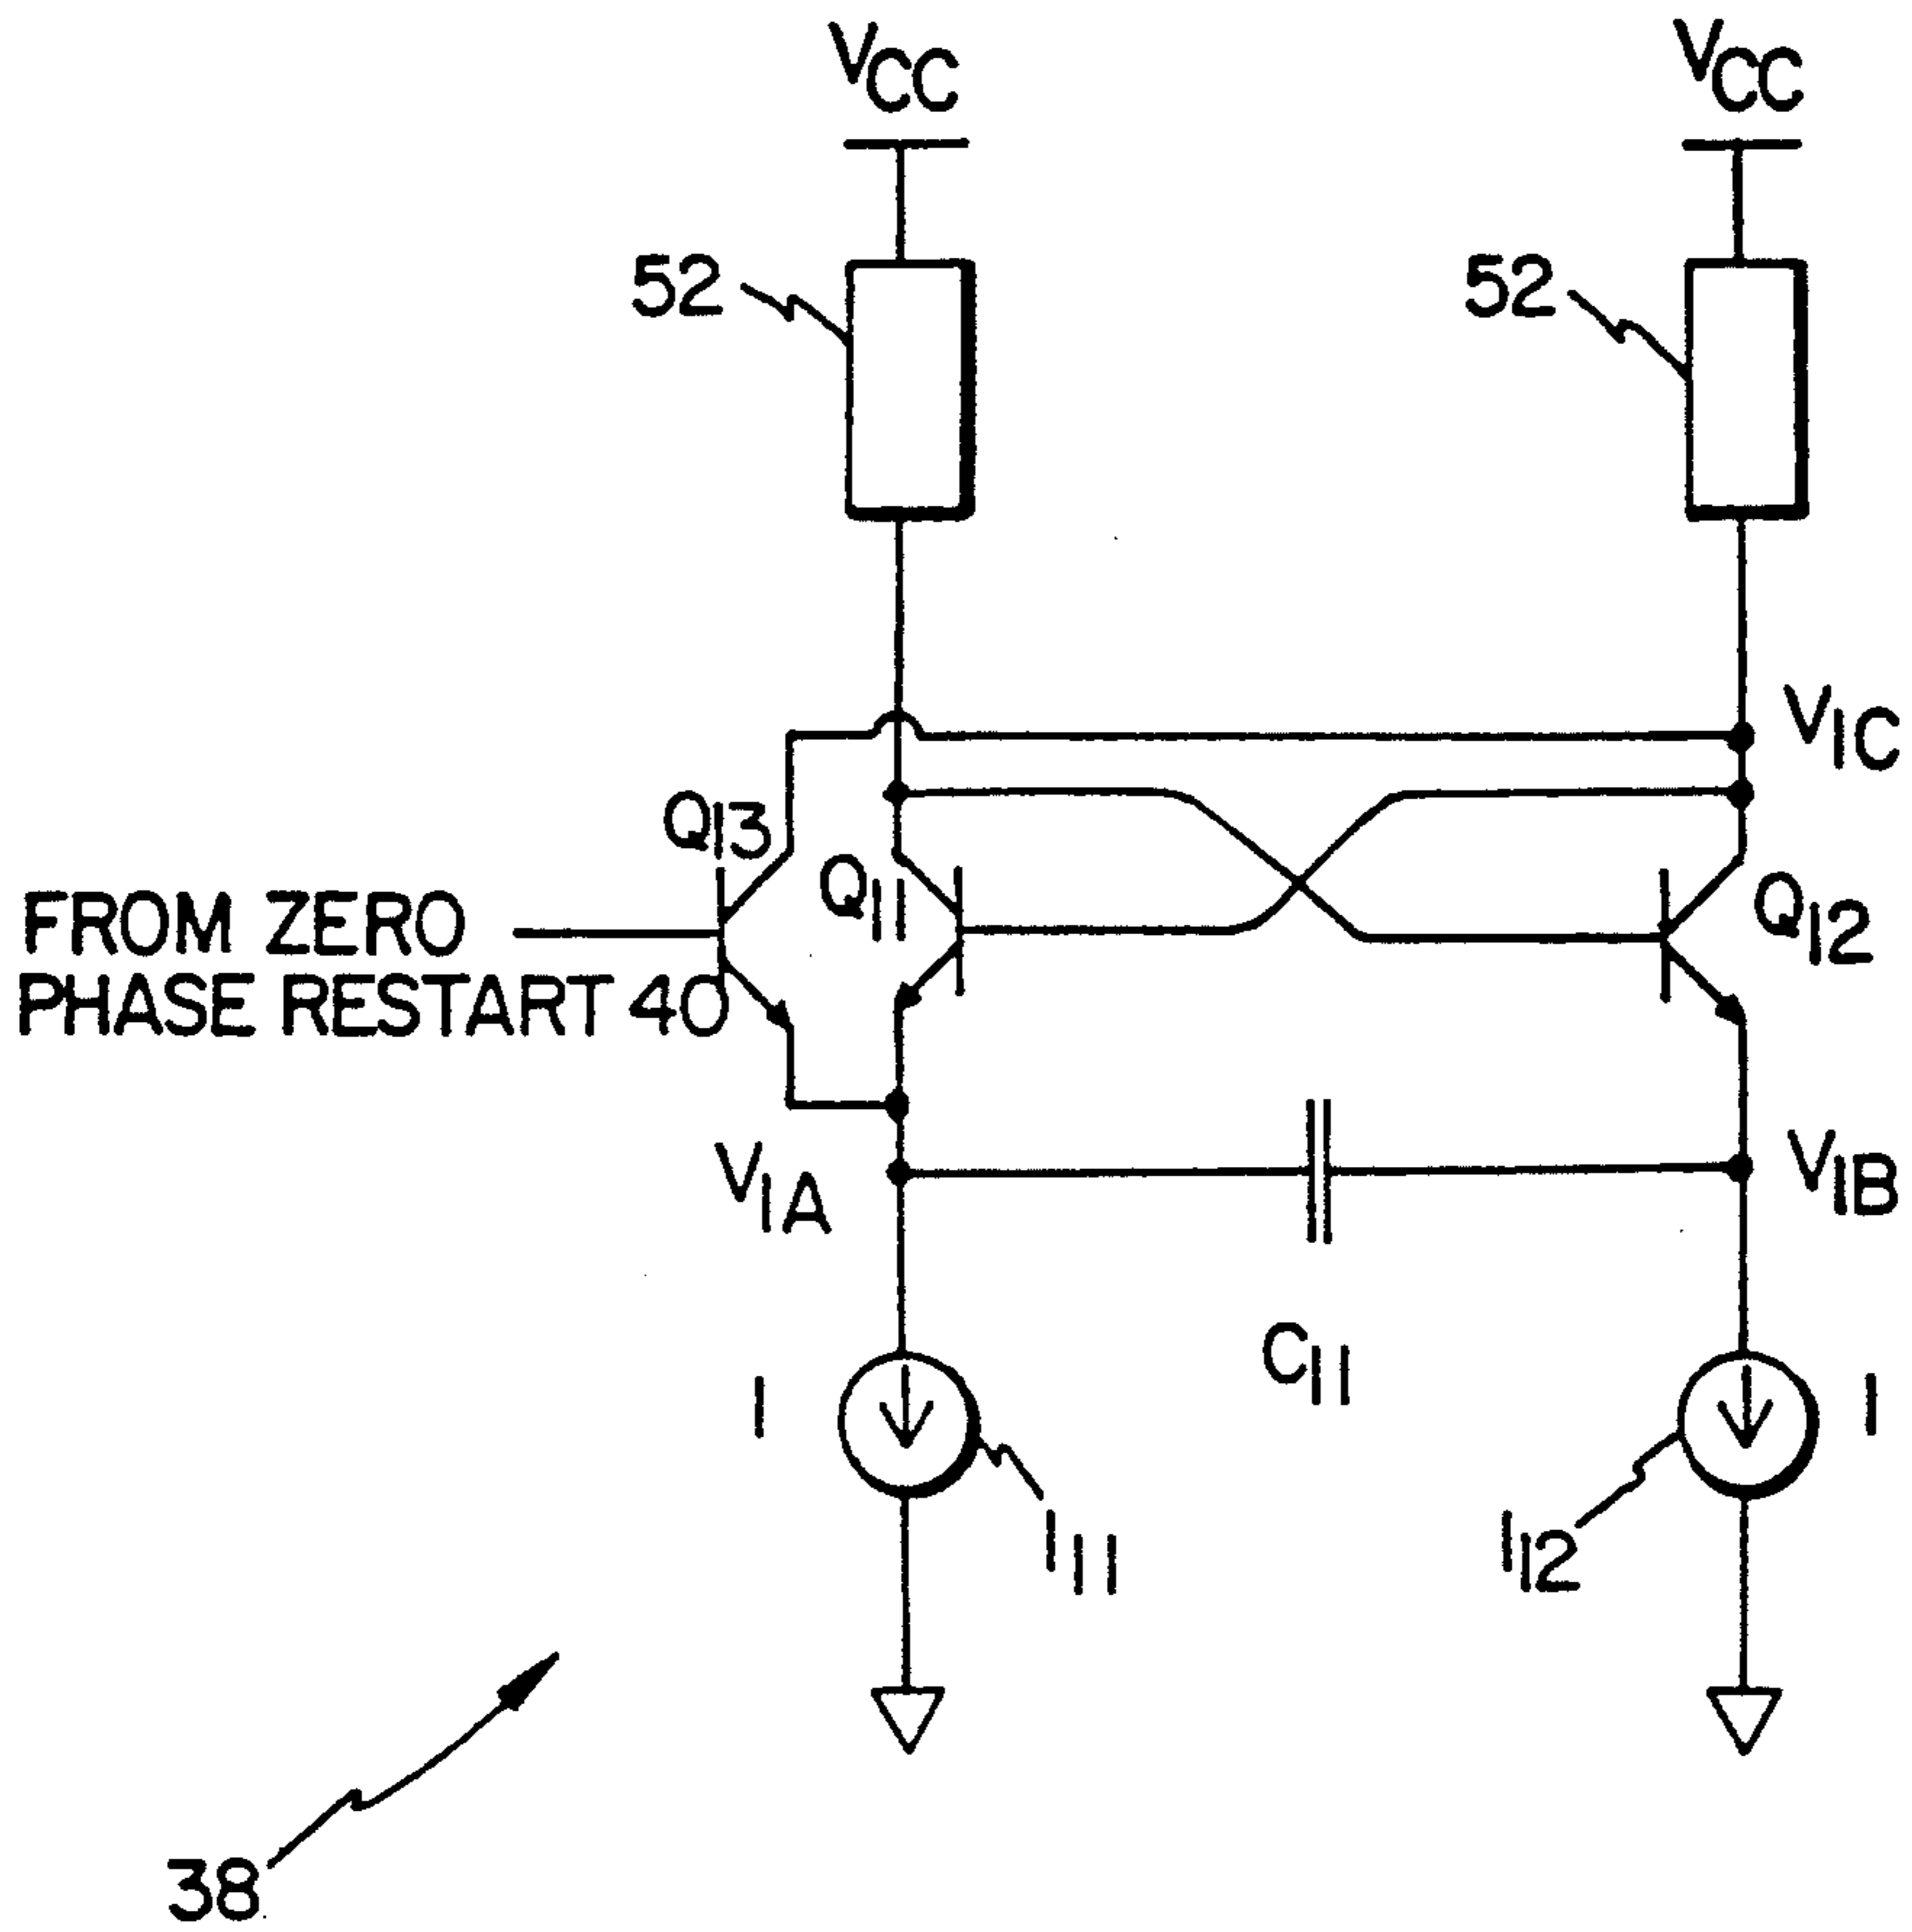 VCC
VCC
52
52
V1C
Q13
Q11
Q12
FROM ZERO
PHASE RESTART 40
V1A
V1B
C11
I
I
I11
I12
38